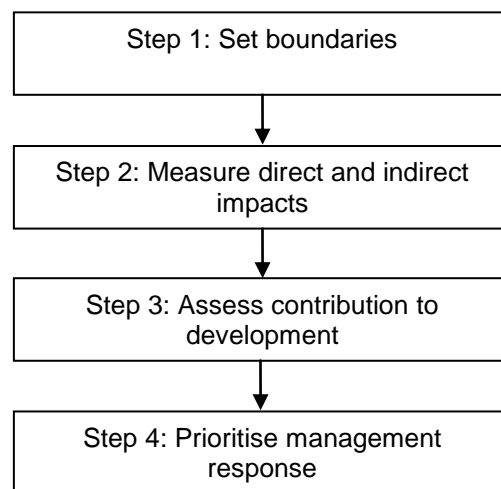 Step 1: Set boundaries
Step 2: Measure direct and indirect
impacts
Step 3: Assess contribution to
development
Step 4: Prioritise management
response